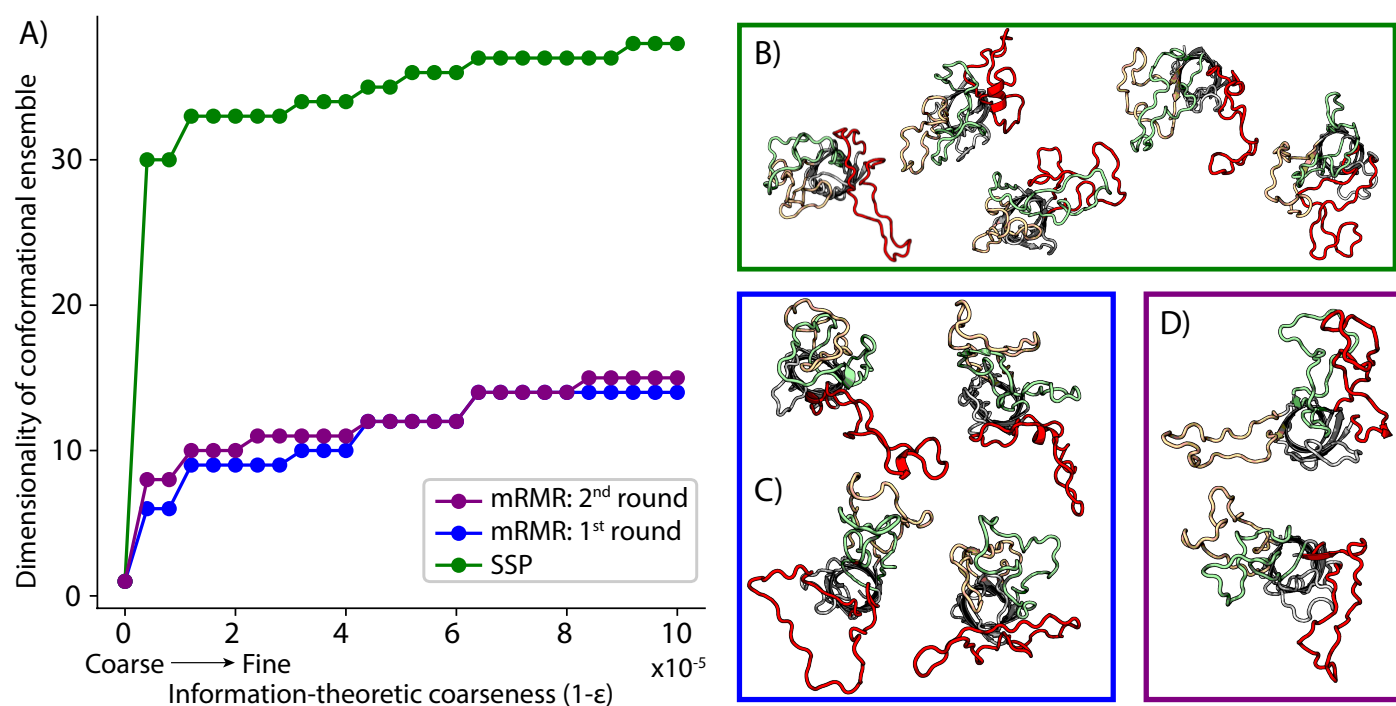 A)
Dimensionality of conformational ensemble
30
20
10
0
mRMR: 2nd round
mRMR: 1st round
SSP
0 2 4 6 8 10
x10-5
Coarse → Fine
Information-theoretic coarseness (1-ε)
B)
C)
D)